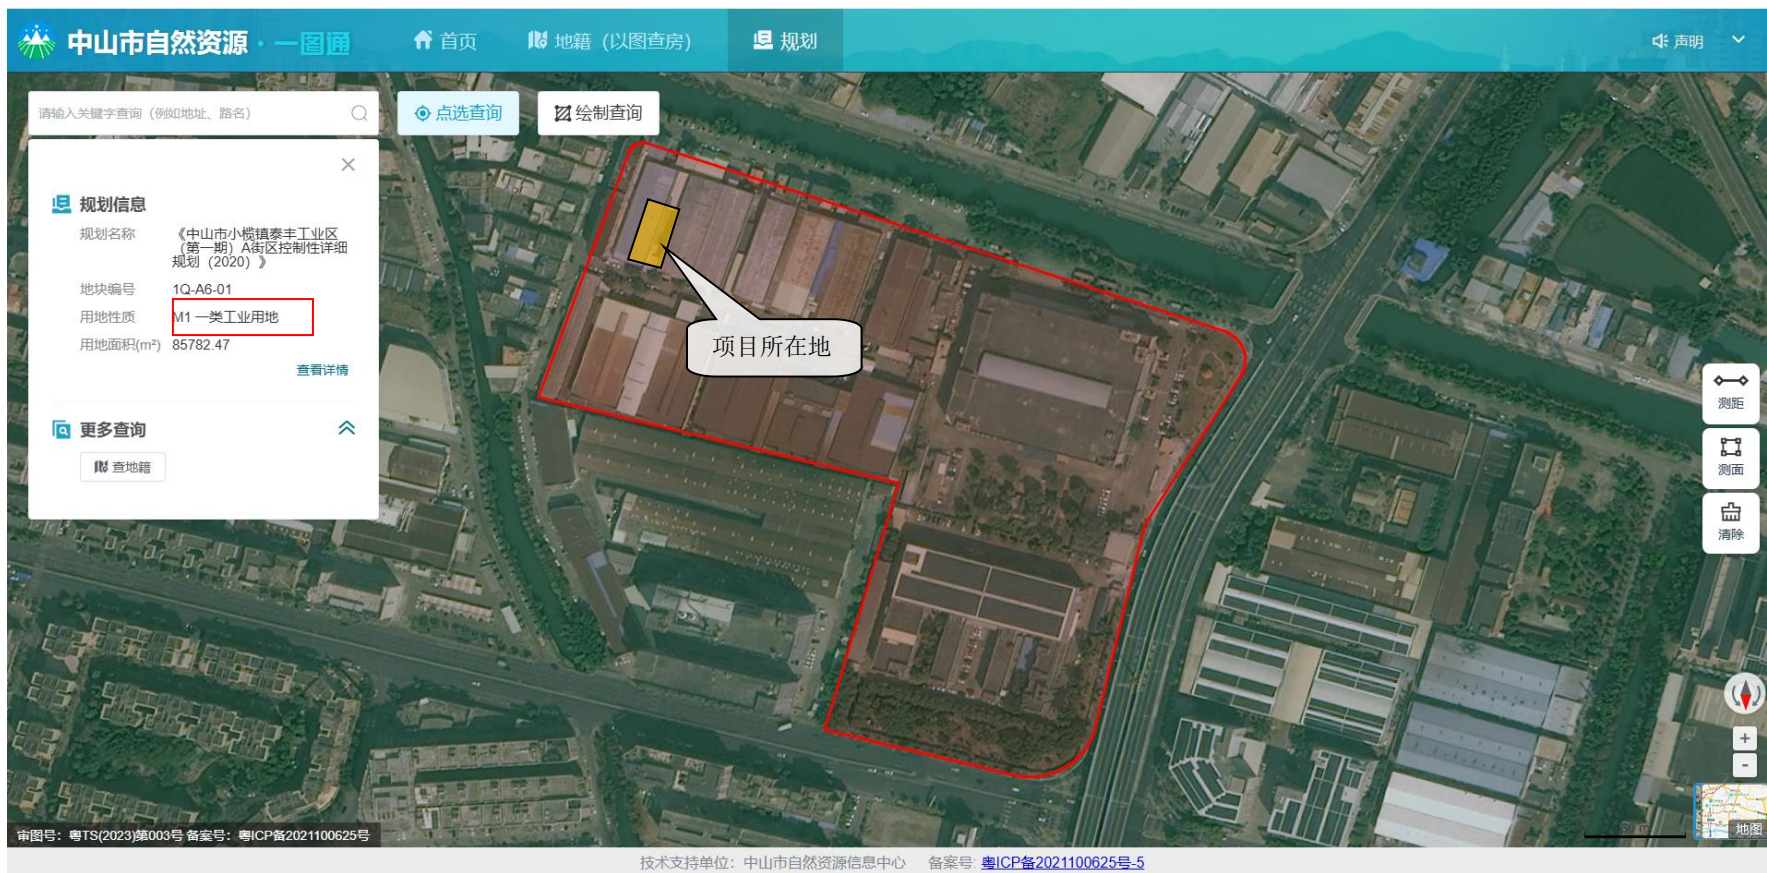 中山市自然资源·一图通
首页
地籍（以图查房）
规划
声明
请输入关键字查询（例如地址、路名）
点选查询
绘制查询
规划信息
规划名称
《中山市小榄镇泰丰工业区
（第一期）A街区控制性详细
规划（2020）》
地块编号 1Q-A6-01
用地性质 M1 一类工业用地
用地面积(m²) 85782.47
查看详情
更多查询
查地籍
项目所在地
测距
测面
清除
+
-
地图
审图号：粤TS(2023)第003号 备案号：粤ICP备2021100625号
技术支持单位：中山市自然资源信息中心 备案号: 粤ICP备2021100625号-5